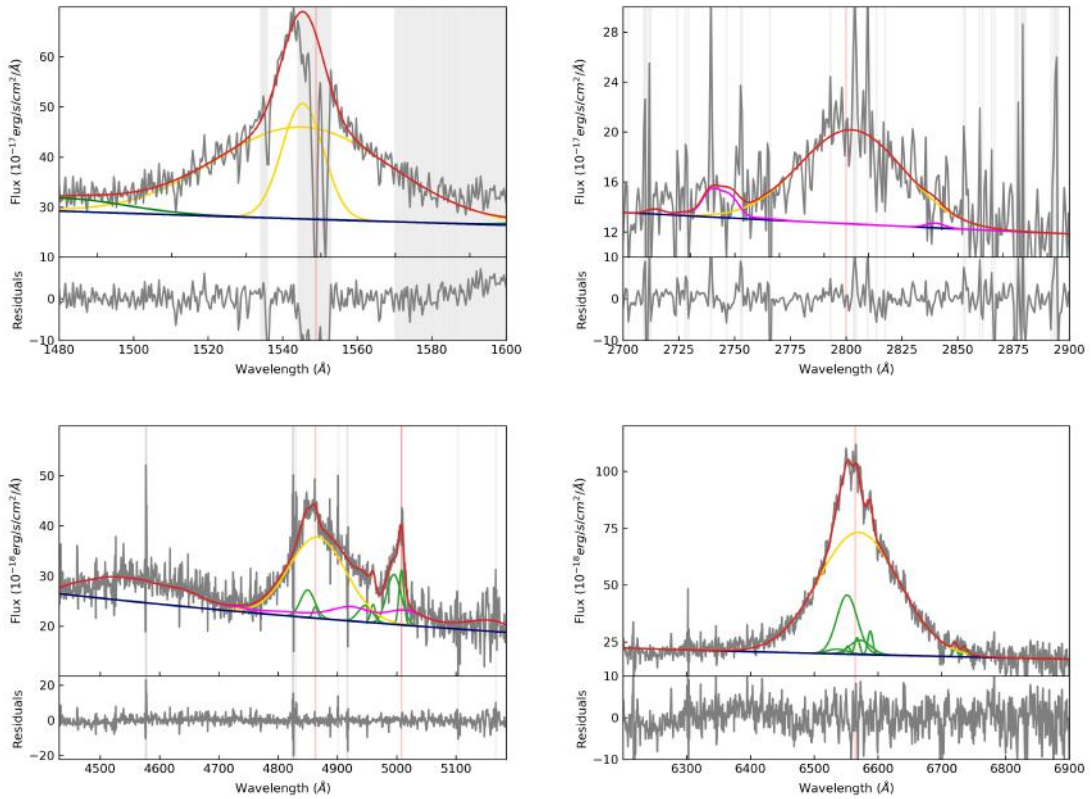 Flux (10⁻¹⁷erg/s/cm²/Å)
60
50
40
30
Residuals
10
0
−10
1480 1500 1520 1540 1560 1580 1600
Wavelength (Å)
Flux (10⁻¹⁷erg/s/cm²/Å)
28
24
20
16
12
Residuals
10
0
−10
2700 2725 2750 2775 2800 2825 2850 2875 2900
Wavelength (Å)
Flux (10⁻¹⁸erg/s/cm²/Å)
50
40
30
20
Residuals
20
0
−20
4500 4600 4700 4800 4900 5000 5100
Wavelength (Å)
Flux (10⁻¹⁸erg/s/cm²/Å)
100
75
50
25
Residuals
10
0
−10
6300 6400 6500 6600 6700 6800 6900
Wavelength (Å)